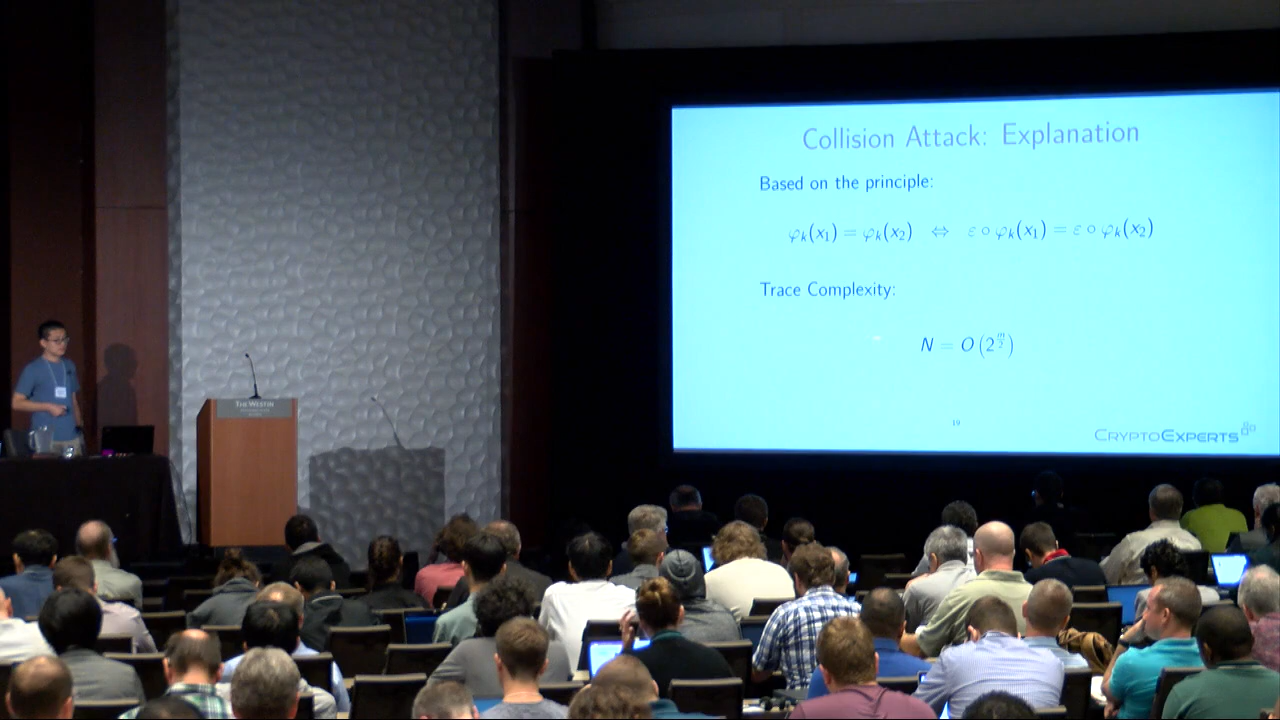 Collision Attack: Explanation
Based on the principle:
φₖ(x₁) = φₖ(x₂) ⇔ ε ∘ φₖ(x₁) = ε ∘ φₖ(x₂)
Trace Complexity:
N = O(2^{m/2})
19
CRYPTOEXPERTS
THE WESTIN